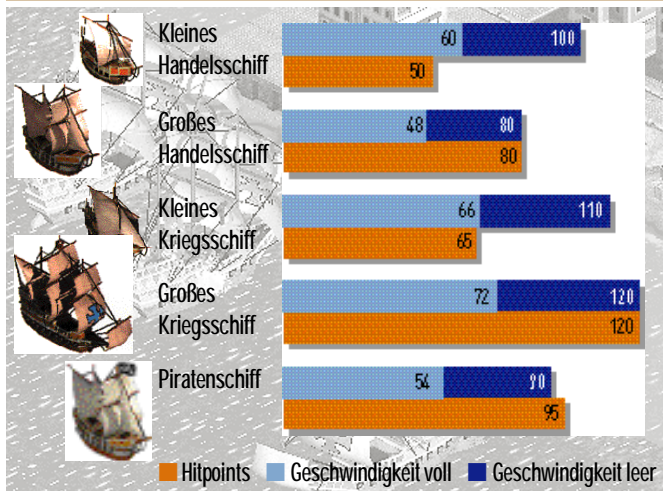 Kleines
Handelsschiff
60 100
50
Großes
Handelsschiff
48 80
80
Kleines
Kriegsschiff
66 110
65
Großes
Kriegsschiff
72 120
120
Piratenschiff
54 90
95
Hitpoints Geschwindigkeit voll Geschwindigkeit leer